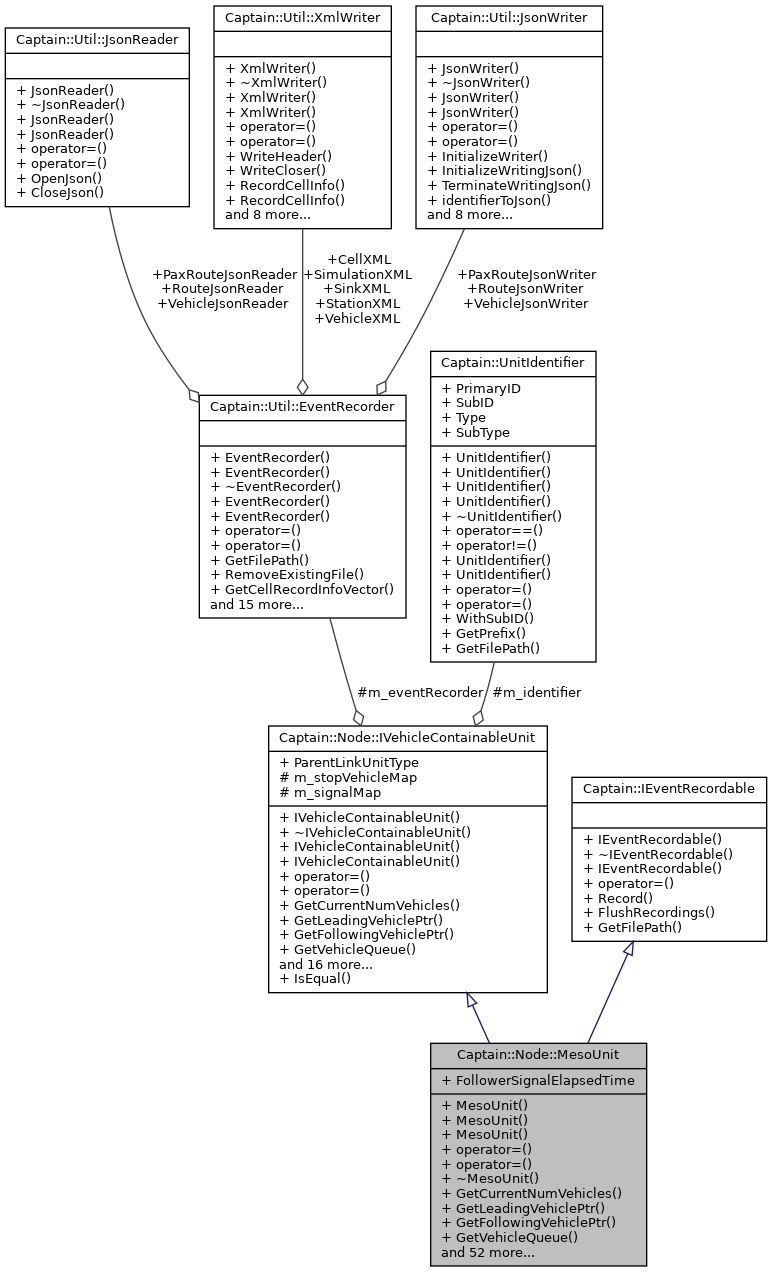 Captain::Util::JsonReader
+ JsonReader()
+ ~JsonReader()
+ JsonReader()
+ JsonReader()
+ operator=()
+ operator=()
+ OpenJson()
+ CloseJson()
Captain::Util::XmlWriter
+ XmlWriter()
+ ~XmlWriter()
+ XmlWriter()
+ XmlWriter()
+ operator=()
+ operator=()
+ WriteHeader()
+ WriteCloser()
+ RecordCellInfo()
+ RecordCellInfo()
and 8 more...
Captain::Util::JsonWriter
+ JsonWriter()
+ ~JsonWriter()
+ JsonWriter()
+ JsonWriter()
+ operator=()
+ operator=()
+ InitializeWriter()
+ InitializeWritingJson()
+ TerminateWritingJson()
+ identifierToJson()
and 8 more...
+PaxRouteJsonReader
+RouteJsonReader
+VehicleJsonReader
+CellXML
+SimulationXML
+SinkXML
+StationXML
+VehicleXML
+PaxRouteJsonWriter
+RouteJsonWriter
+VehicleJsonWriter
Captain::Util::EventRecorder
+ EventRecorder()
+ EventRecorder()
+ ~EventRecorder()
+ EventRecorder()
+ EventRecorder()
+ operator=()
+ operator=()
+ GetFilePath()
+ RemoveExistingFile()
+ GetCellRecordInfoVector()
and 15 more...
Captain::UnitIdentifier
+ PrimaryID
+ SubID
+ Type
+ SubType
+ UnitIdentifier()
+ UnitIdentifier()
+ UnitIdentifier()
+ UnitIdentifier()
+ ~UnitIdentifier()
+ operator==()
+ operator!=()
+ UnitIdentifier()
+ UnitIdentifier()
+ operator=()
+ operator=()
+ WithSubID()
+ GetPrefix()
+ GetFilePath()
#m_eventRecorder
#m_identifier
Captain::Node::IVehicleContainableUnit
+ ParentLinkUnitType
# m_stopVehicleMap
# m_signalMap
+ IVehicleContainableUnit()
+ ~IVehicleContainableUnit()
+ IVehicleContainableUnit()
+ IVehicleContainableUnit()
+ operator=()
+ operator=()
+ GetCurrentNumVehicles()
+ GetLeadingVehiclePtr()
+ GetFollowingVehiclePtr()
+ GetVehicleQueue()
and 16 more...
+ IsEqual()
Captain::IEventRecordable
+ IEventRecordable()
+ ~IEventRecordable()
+ IEventRecordable()
+ operator=()
+ Record()
+ FlushRecordings()
+ GetFilePath()
Captain::Node::MesoUnit
+ FollowerSignalElapsedTime
+ MesoUnit()
+ MesoUnit()
+ MesoUnit()
+ operator=()
+ operator=()
+ ~MesoUnit()
+ GetCurrentNumVehicles()
+ GetLeadingVehiclePtr()
+ GetFollowingVehiclePtr()
+ GetVehicleQueue()
and 52 more...